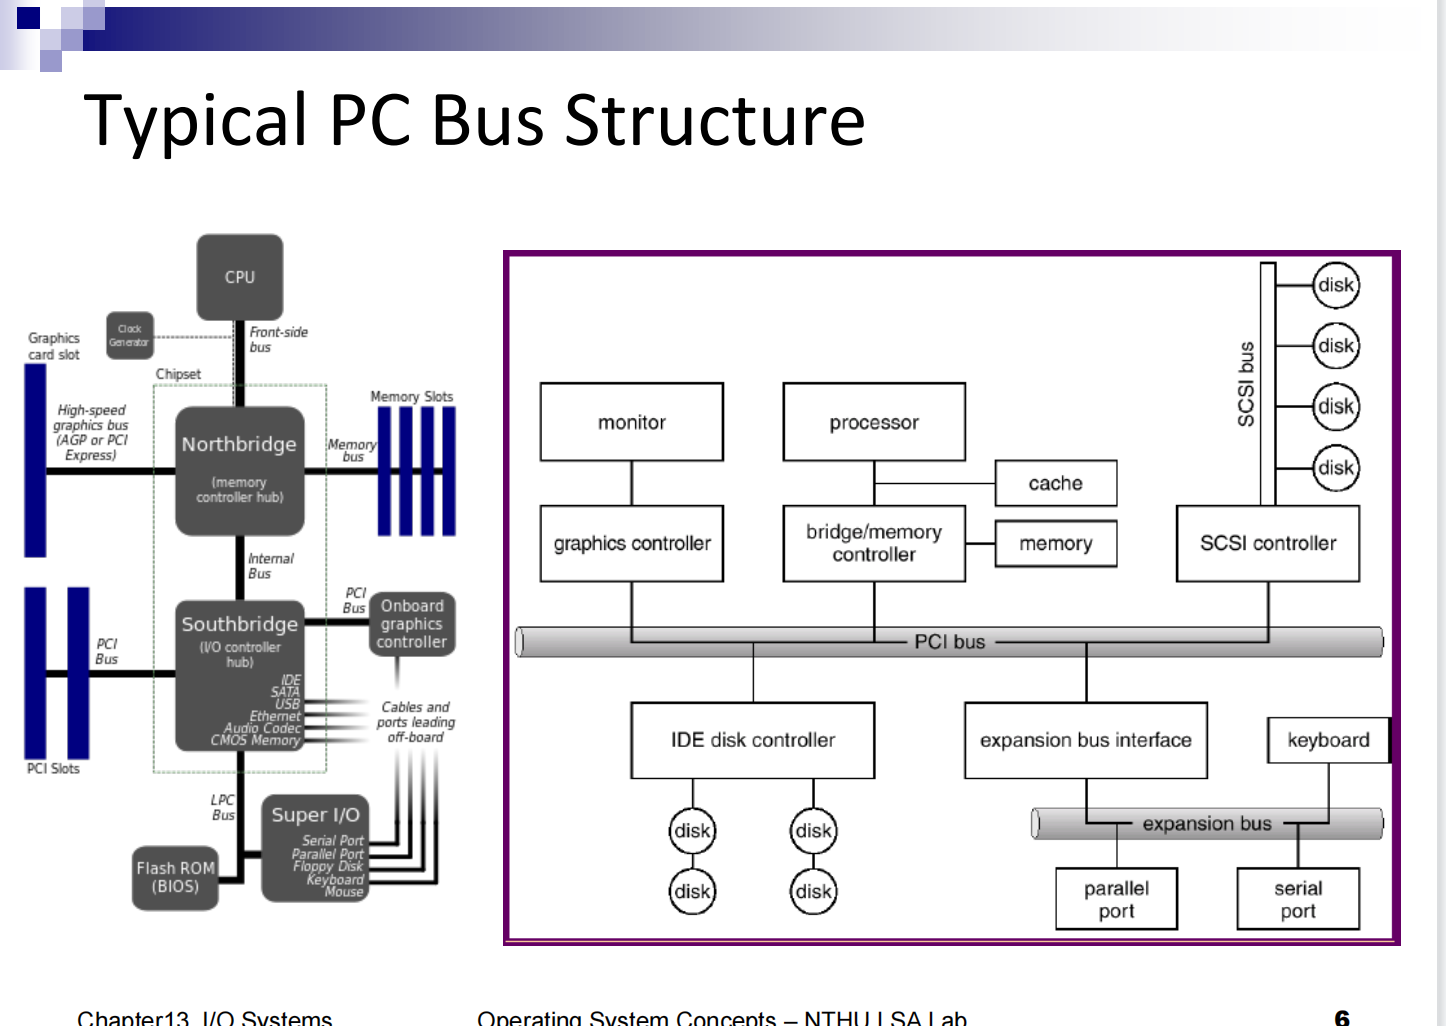 Typical PC Bus Structure
CPU
Clock
Generator
Front-side
bus
Graphics
card slot
Chipset
High-speed
graphics bus
(AGP or PCI
Express)
Northbridge
(memory
controller hub)
Memory
bus
Memory Slots
Internal
Bus
PCI
Bus
Onboard
graphics
controller
Southbridge
(I/O controller
hub)
PCI
Bus
IDE
SATA
USB
Ethernet
Audio Codec
CMOS Memory
Cables and
ports leading
off-board
PCI Slots
LPC
Bus
Super I/O
Serial Port
Parallel Port
Floppy Disk
Keyboard
Mouse
Flash ROM
(BIOS)
monitor
processor
cache
graphics controller
bridge/memory
controller
memory
SCSI bus
disk
disk
disk
disk
SCSI controller
PCI bus
IDE disk controller
expansion bus interface
keyboard
disk
disk
disk
disk
expansion bus
parallel
port
serial
port
Chapter13 I/O Systems
Operating System Concepts – NTHU LSA Lab
6